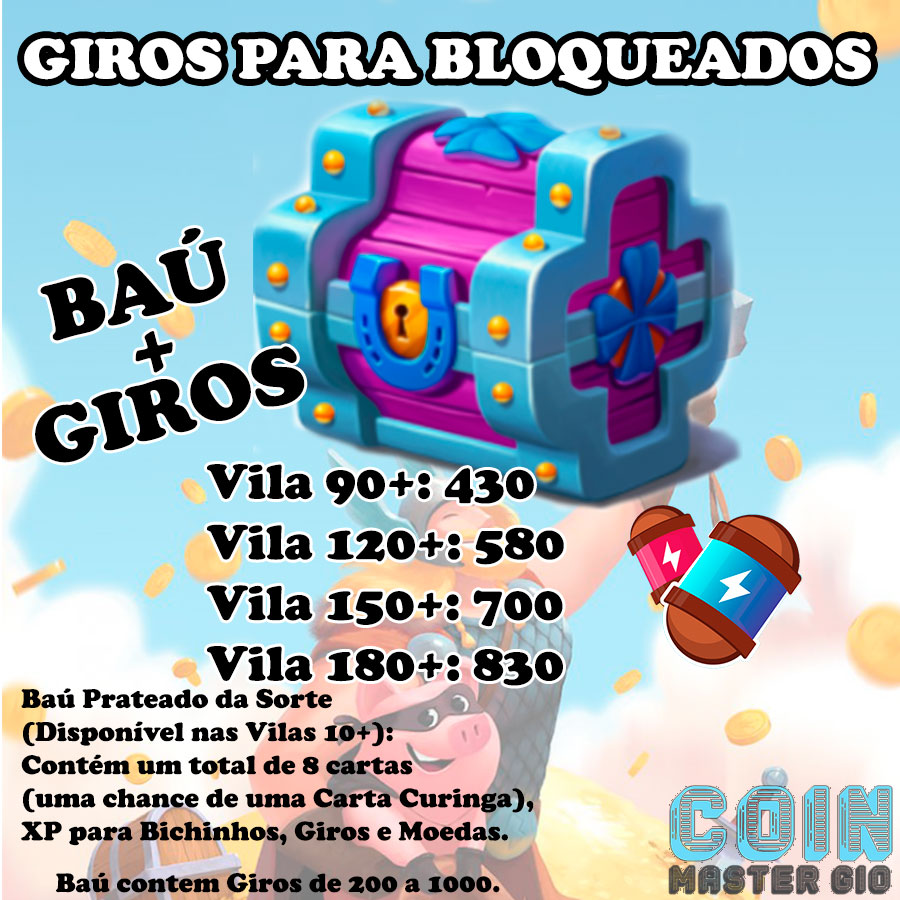 GIROS PARA BLOQUEADOS
BAÚ
+
GIROS
Vila 90+: 430
Vila 120+: 580
Vila 150+: 700
Vila 180+: 830
Baú Prateado da Sorte
(Disponível nas Vilas 10+):
Contém um total de 8 cartas
(uma chance de uma Carta Curinga),
XP para Bichinhos, Giros e Moedas.
Baú contem Giros de 200 a 1000.
COIN
MASTER GIO